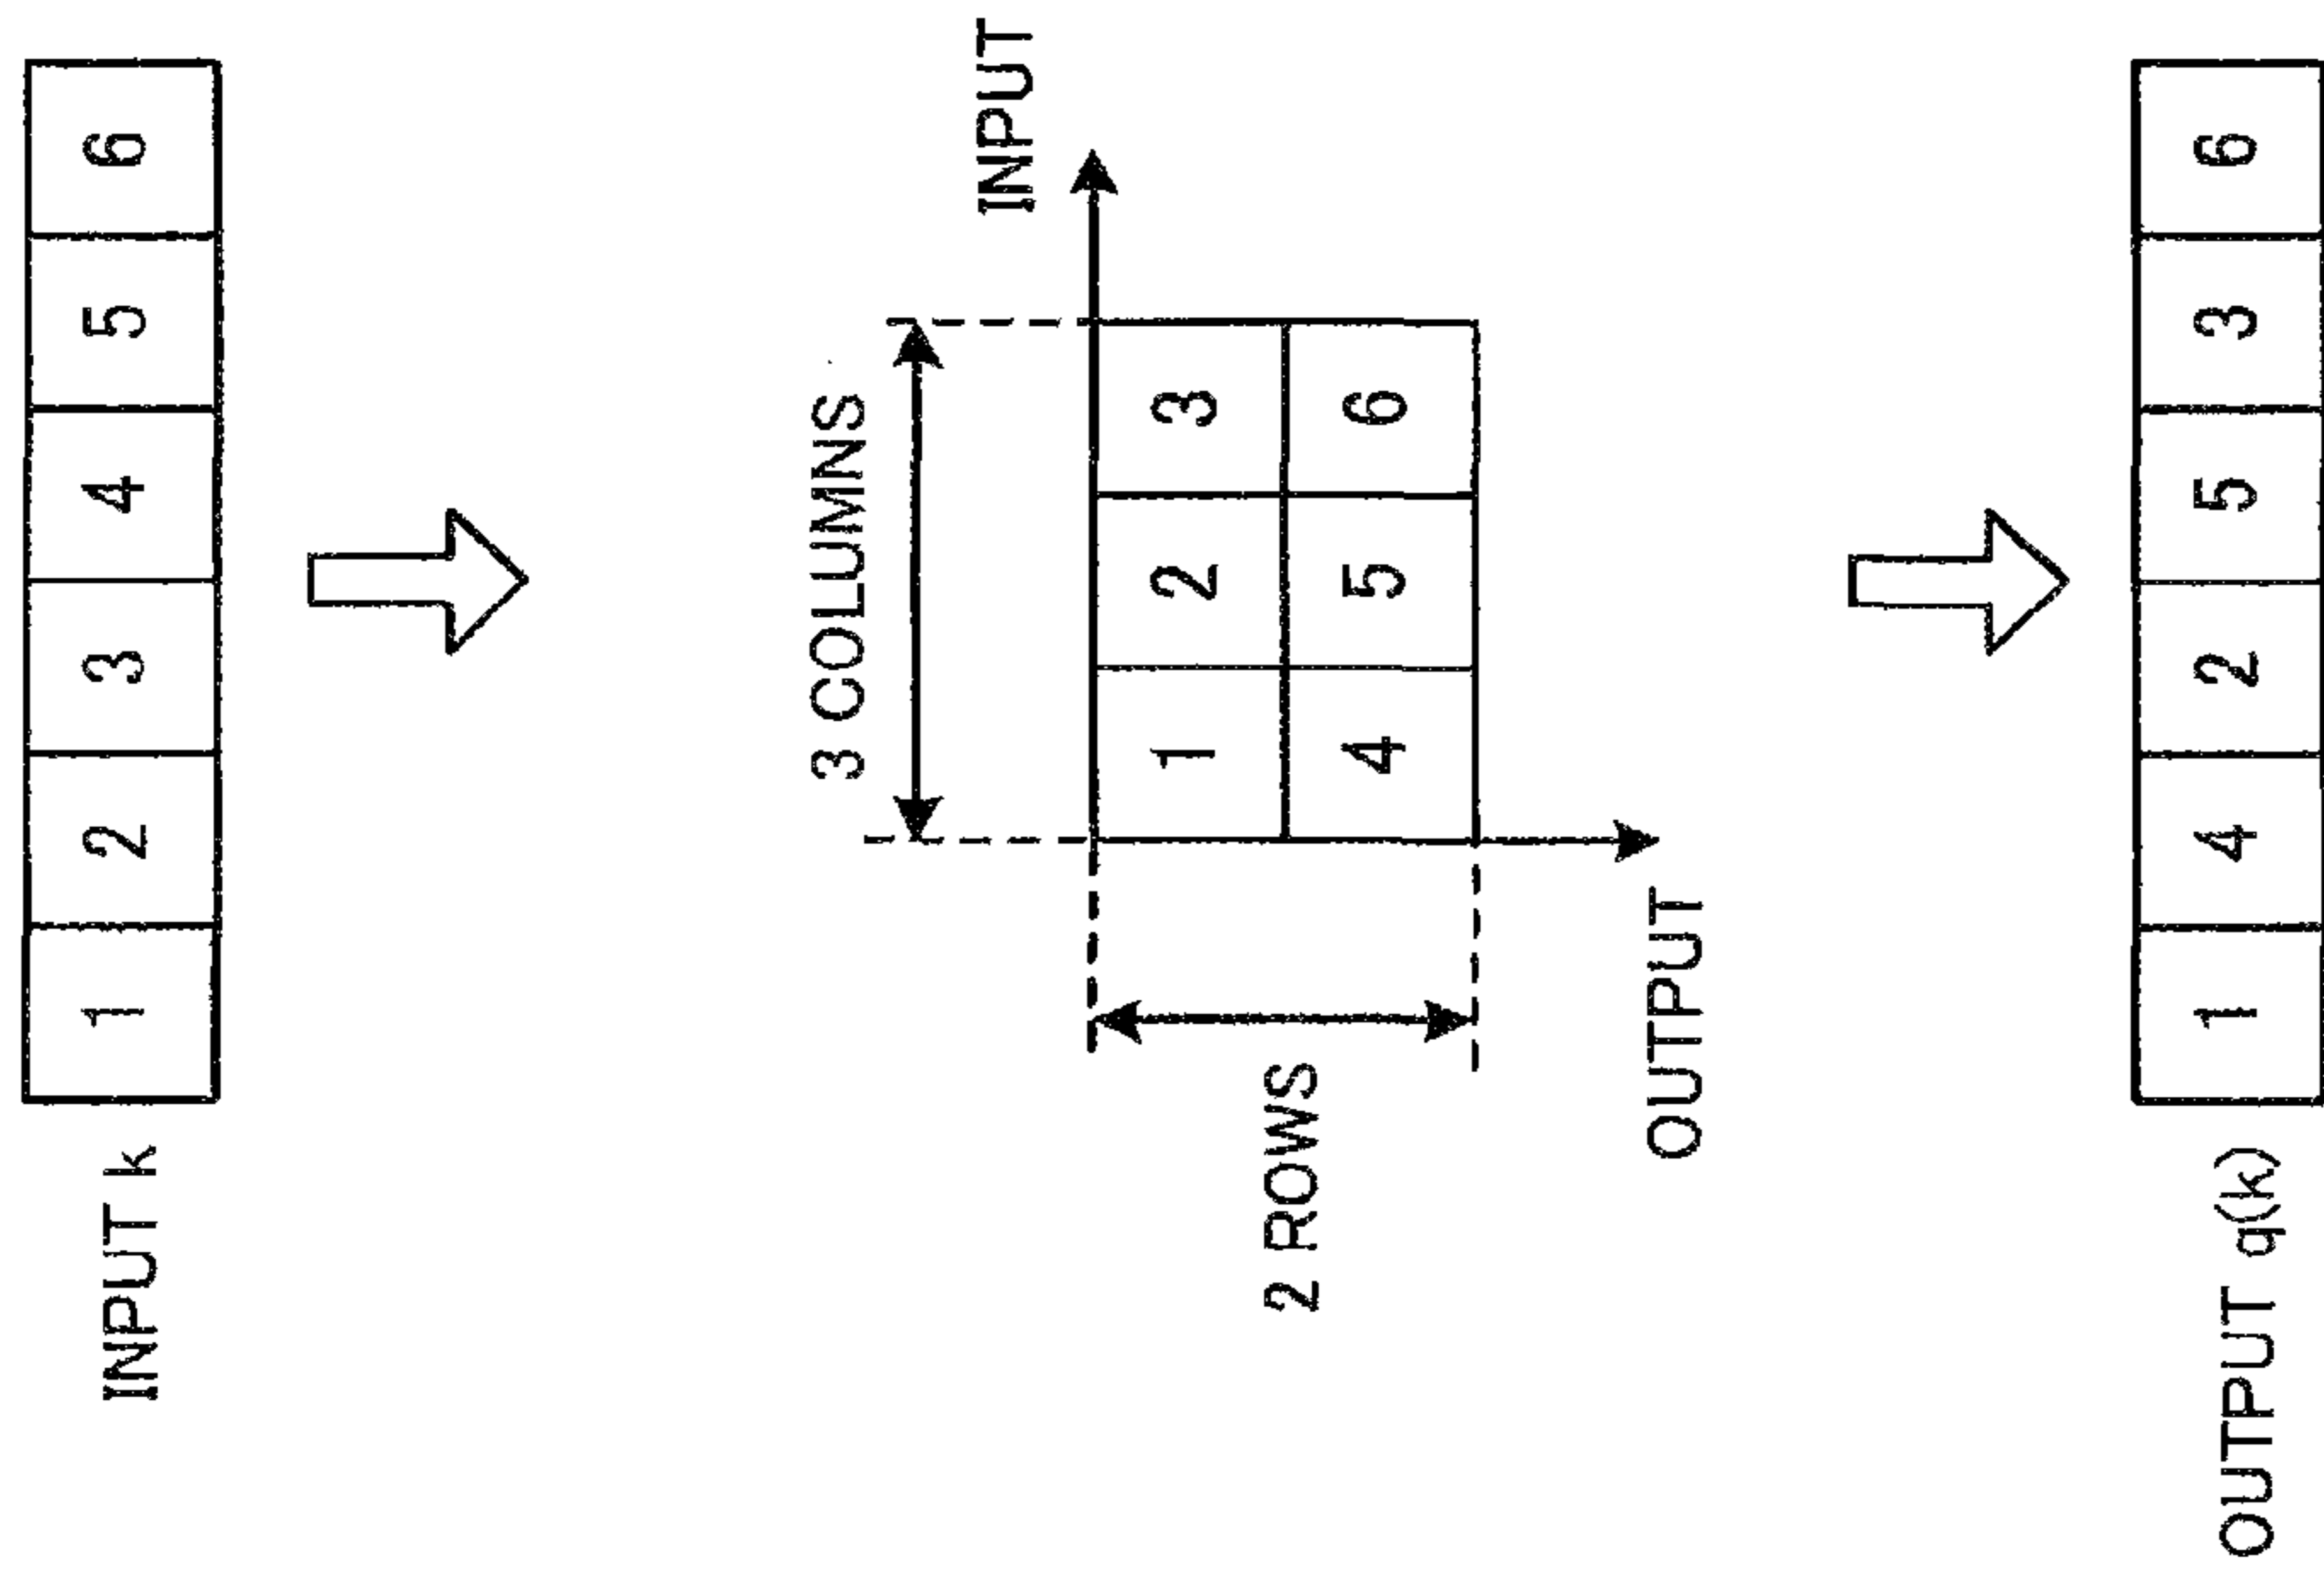 INPUT k 1 2 3 4 5 6
3 COLUMNS
INPUT
2 ROWS
1 2 3
4 5 6
OUTPUT
OUTPUT q(k) 1 4 2 5 3 6